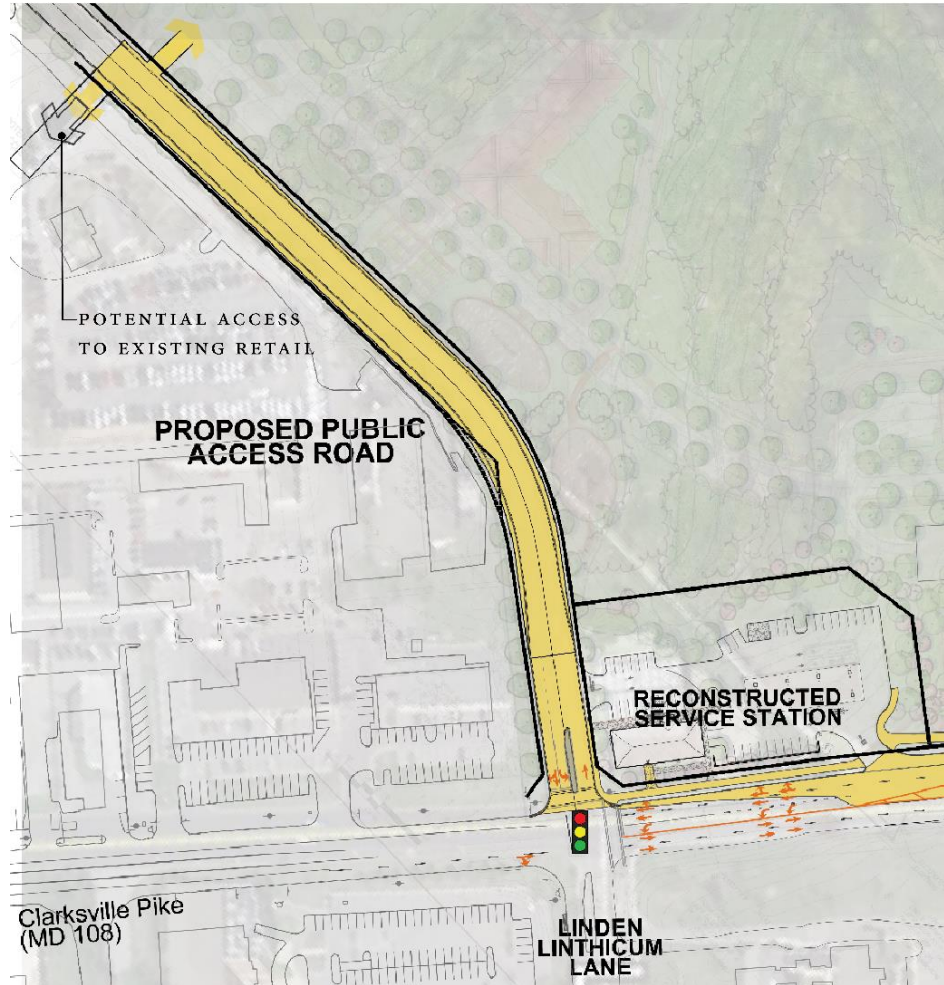 POTENTIAL ACCESS
TO EXISTING RETAIL
PROPOSED PUBLIC
ACCESS ROAD
RECONSTRUCTED
SERVICE STATION
Clarksville Pike
(MD 108)
LINDEN
LINTHICUM
LANE